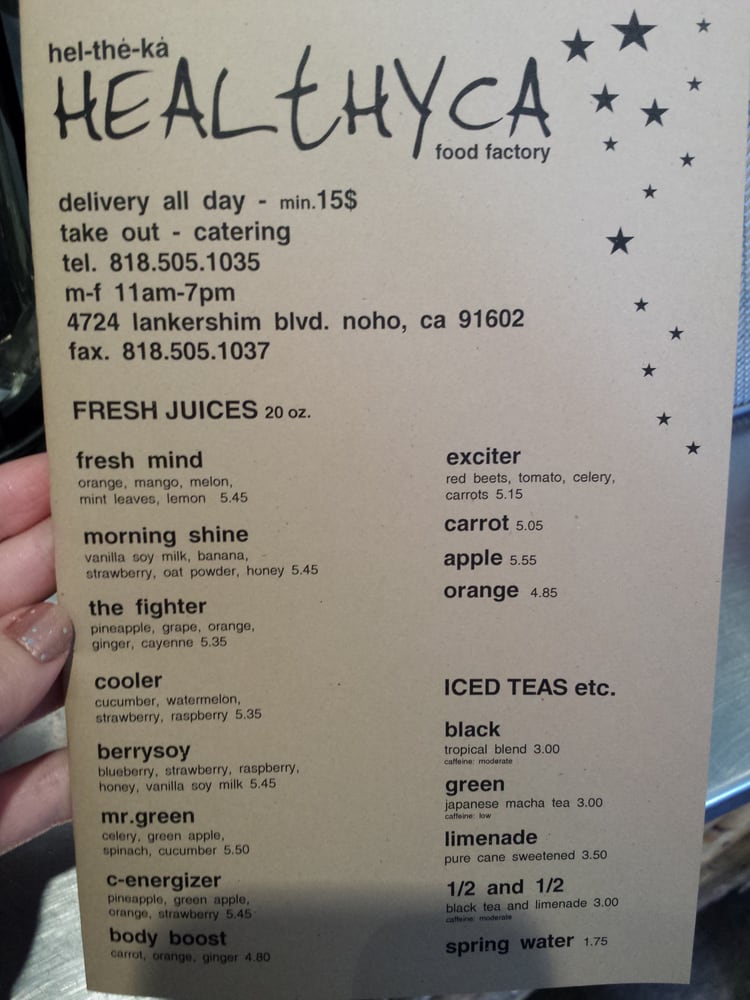 hel-thė-kȧ
HEALtHYCA
food factory
delivery all day - min.15$
take out - catering
tel. 818.505.1035
m-f 11am-7pm
4724 lankershim blvd. noho, ca 91602
fax. 818.505.1037
FRESH JUICES 20 oz.
fresh mind
orange, mango, melon,
mint leaves, lemon 5.45
morning shine
vanilla soy milk, banana,
strawberry, oat powder, honey 5.45
the fighter
pineapple, grape, orange,
ginger, cayenne 5.35
cooler
cucumber, watermelon,
strawberry, raspberry 5.35
berrysoy
blueberry, strawberry, raspberry,
honey, vanilla soy milk 5.45
mr.green
celery, green apple,
spinach, cucumber 5.50
c-energizer
pineapple, green apple,
orange, strawberry 5.45
body boost
carrot, orange, ginger 4.80
exciter
red beets, tomato, celery,
carrots 5.15
carrot 5.05
apple 5.55
orange 4.85
ICED TEAS etc.
black
tropical blend 3.00
caffeine: moderate
green
japanese macha tea 3.00
caffeine: low
limenade
pure cane sweetened 3.50
1/2 and 1/2
black tea and limenade 3.00
caffeine: moderate
spring water 1.75